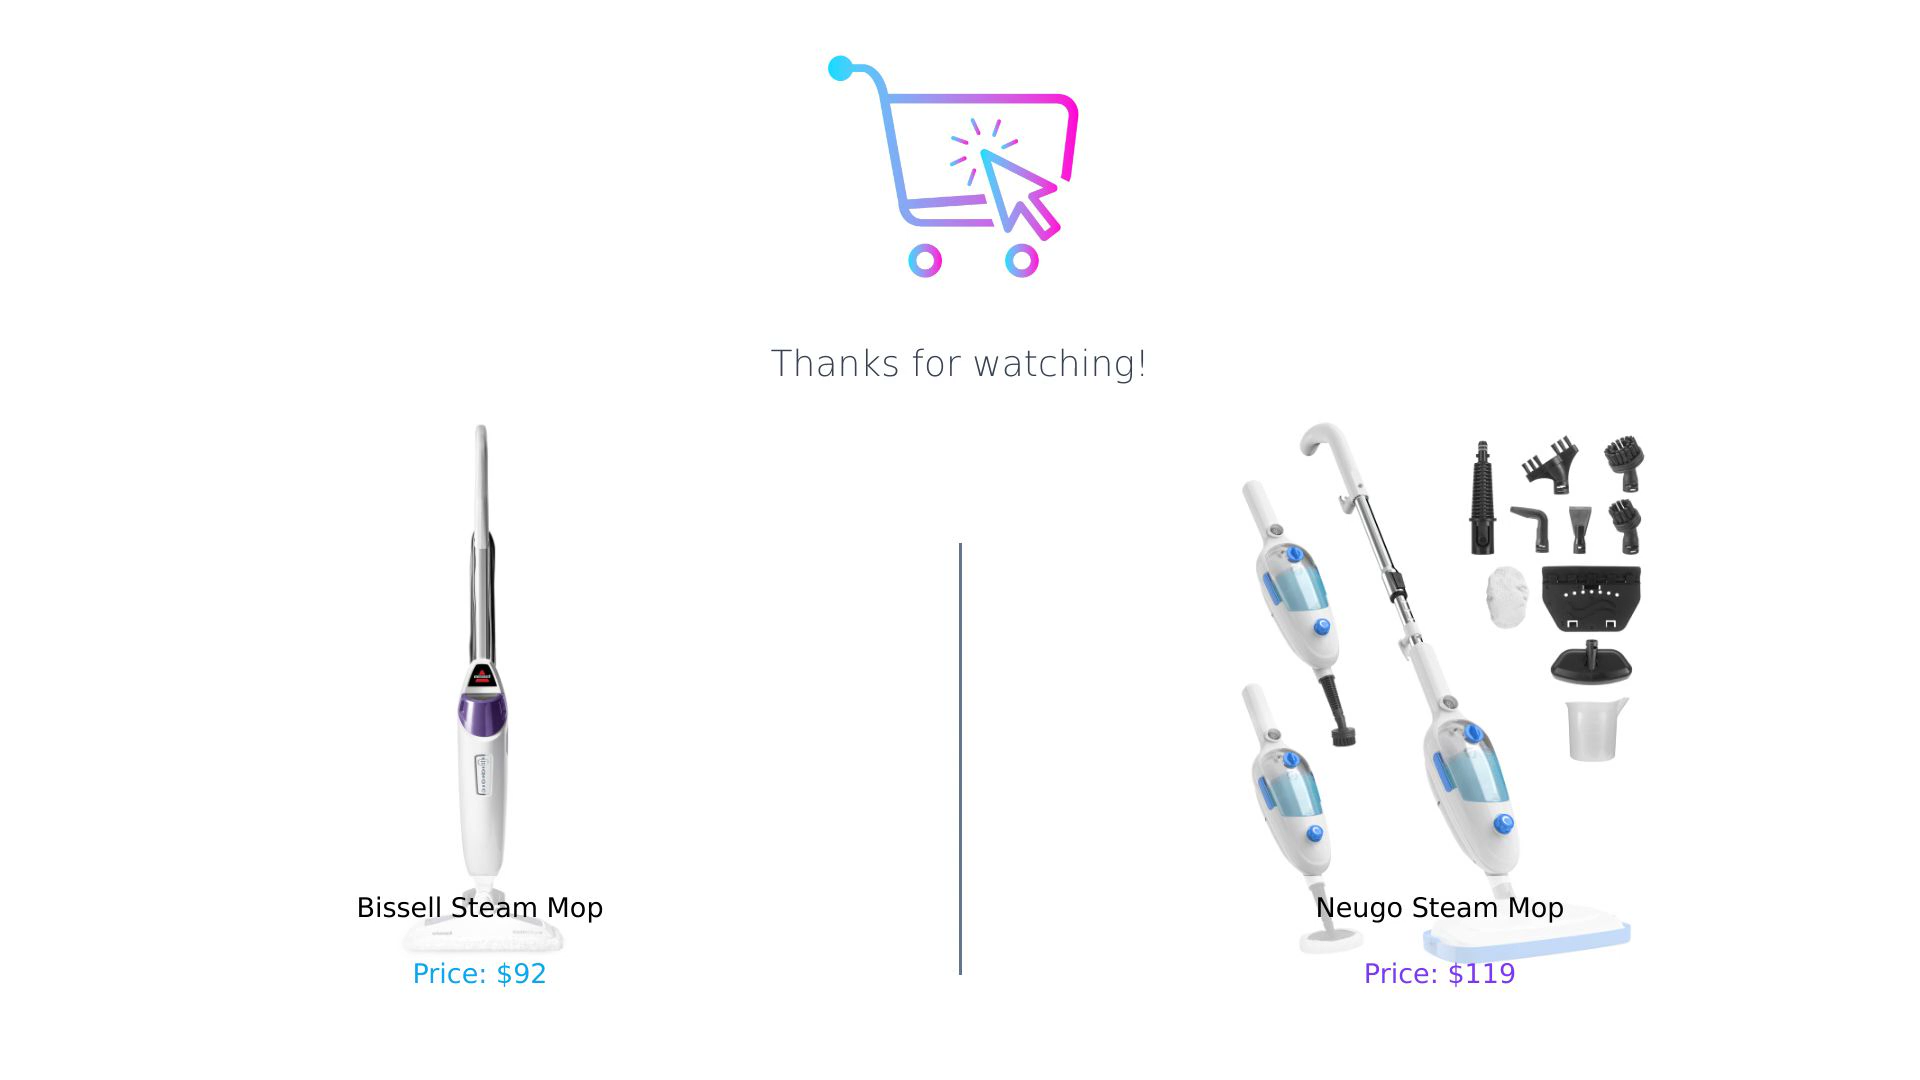 Thanks for watching!
Bissell Steam Mop
Price: $92
Neugo Steam Mop
Price: $119